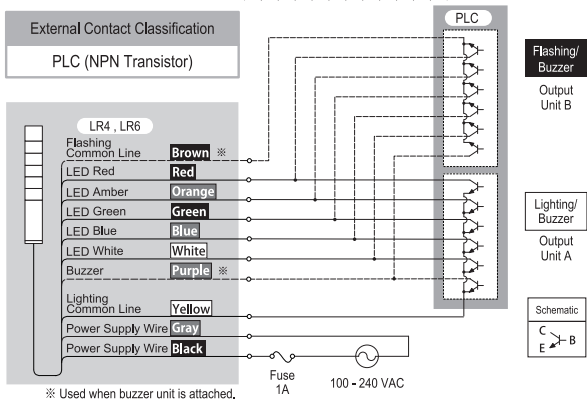 External Contact Classification
PLC (NPN Transistor)
PLC
Flashing/
Buzzer
Output
Unit B
LR4 , LR6
Flashing
Common Line Brown ※
LED Red Red
LED Amber Orange
LED Green Green
LED Blue Blue
LED White White
Buzzer Purple ※
Lighting
Common Line Yellow
Power Supply Wire Gray
Power Supply Wire Black
Lighting/
Buzzer
Output
Unit A
Schematic
C
B
E
Fuse
1A
100 - 240 VAC
※ Used when buzzer unit is attached.